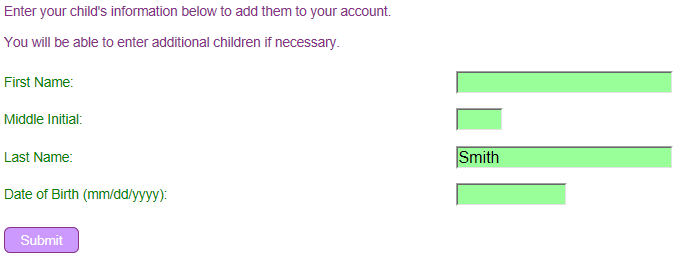 Enter your child's information below to add them to your account.
You will be able to enter additional children if necessary.
First Name:
Middle Initial:
Last Name: Smith
Date of Birth (mm/dd/yyyy):
Submit